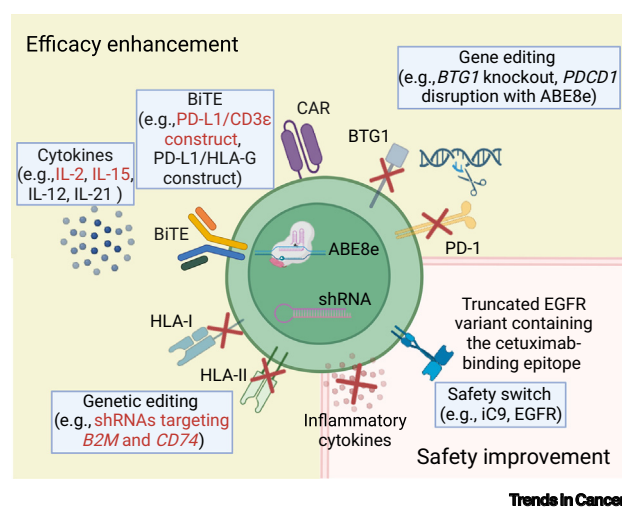 Efficacy enhancement
Gene editing
(e.g.,BTG1 knockout, PDCD1
disruption with ABE8e)
BiTE
(e.g.,PD-L1/CD3ε
construct,
PD-L1/HLA-G
construct)
CAR
BTG1
Cytokines
(e.g.,IL-2, IL-15,
IL-12, IL-21 )
BiTE
ABE8e
PD-1
shRNA
HLA-I
HLA-II
Truncated EGFR
variant containing
the cetuximab-
binding epitope
Genetic editing
(e.g., shRNAs targeting
B2M and CD74)
Inflammatory
cytokines
Safety switch
(e.g., iC9, EGFR)
Safety improvement
Trends in Cancer